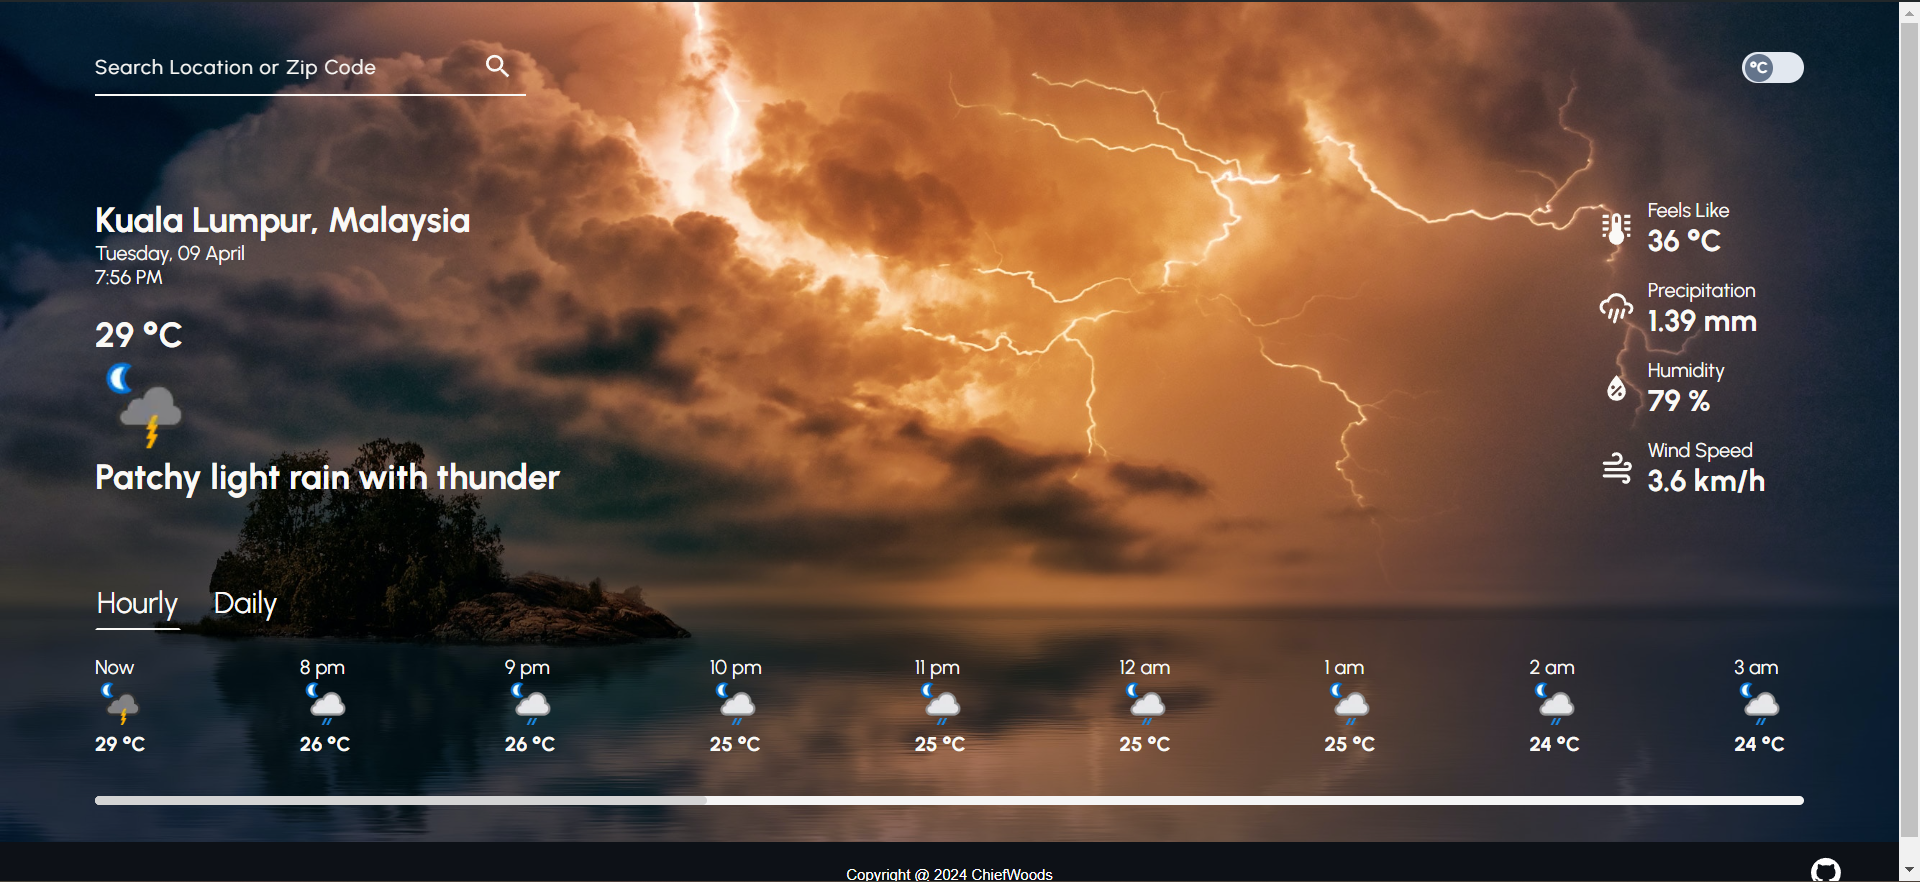 Search Location or Zip Code
°C
Kuala Lumpur, Malaysia
Tuesday, 09 April
7:56 PM
29 °C
Patchy light rain with thunder
Feels Like
36 °C
Precipitation
1.39 mm
Humidity
79 %
Wind Speed
3.6 km/h
Hourly Daily
Now 8 pm 9 pm 10 pm 11 pm 12 am 1 am 2 am 3 am
29 °C 26 °C 26 °C 25 °C 25 °C 25 °C 25 °C 24 °C 24 °C
Copyright @ 2024 ChiefWoods